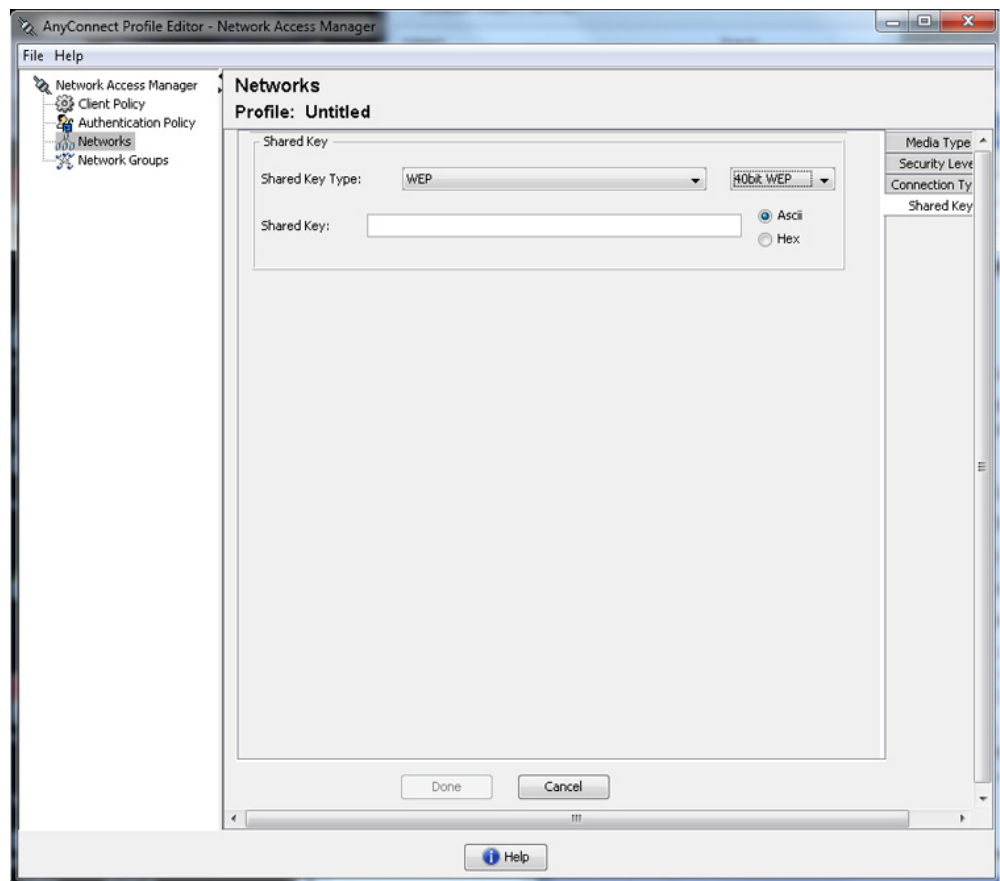 AnyConnect Profile Editor - Network Access Manager
File Help
Network Access Manager
Client Policy
Authentication Policy
Networks
Network Groups
Networks
Profile: Untitled
Shared Key
Shared Key Type: WEP 40bit WEP
Shared Key:
Ascii
Hex
Media Type
Security Leve
Connection Ty
Shared Key
Done Cancel
Help